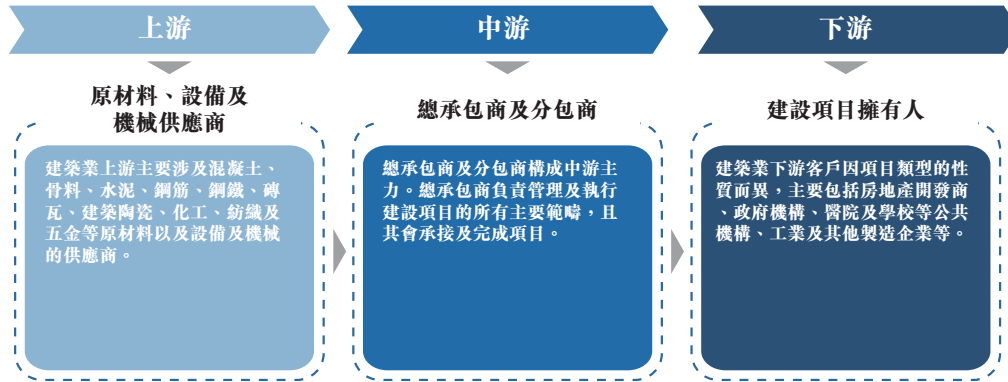 上游
原材料、設備及
機械供應商
建築業上游主要涉及混凝土、
骨料、水泥、鋼筋、鋼鐵、磚
瓦、建築陶瓷、化工、紡織及
五金等原材料以及設備及機械
的供應商。
中游
總承包商及分包商
總承包商及分包商構成中游主
力。總承包商負責管理及執行
建設項目的所有主要範疇，且
其會承接及完成項目。
下游
建設項目擁有人
建築業下游客戶因項目類型的性
質而異，主要包括房地產開發商
、政府機構、醫院及學校等公共
機構、工業及其他製造企業等。